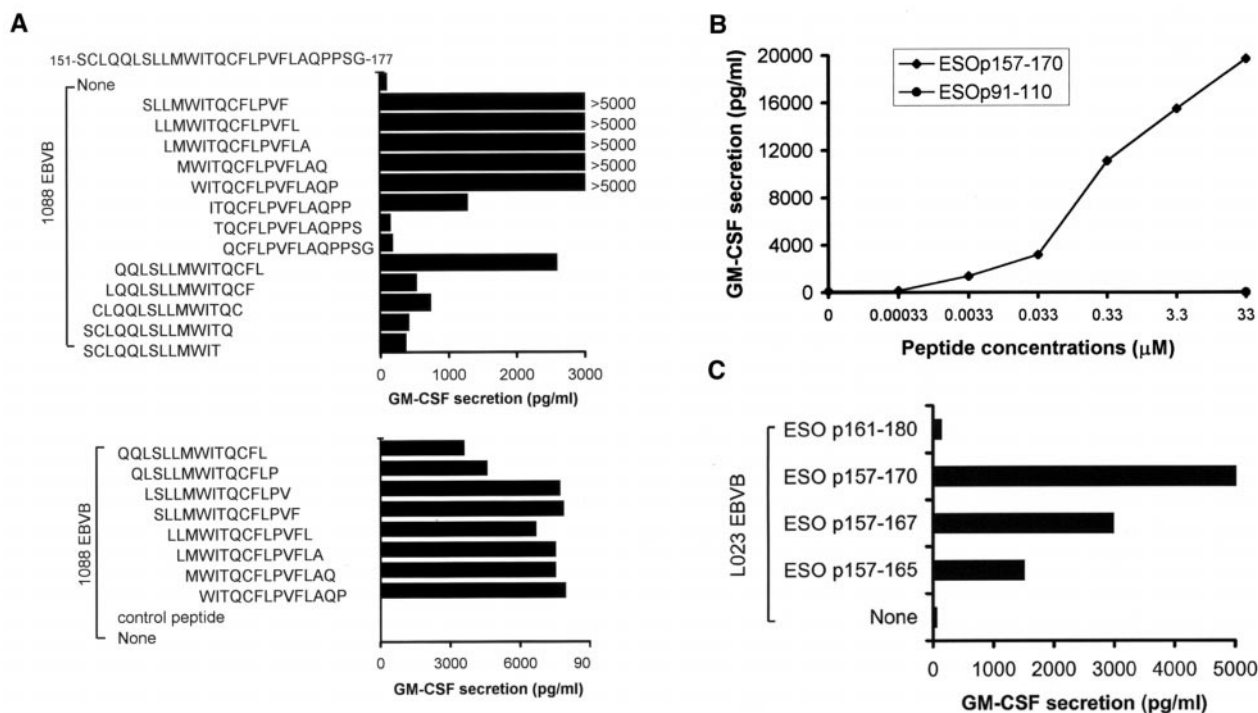 A
151-SCLQQLSLLMWITQCFLPVFLAQPPSG-177
None
SLLMWITQCFLPVF
LLMWITQCFLPVFL
LMWITQCFLPVFLA
MWITQCFLPVFLAQ
WITQCFLPVFLAQP
ITQCFLPVFLAQPP
TQCFLPVFLAQPPS
QCFLPVFLAQPPSG
QQLSLLMWITQCFL
LQQLSLLMWITQCF
CLQQLSLLMWITQC
SCLQQLSLLMWITQ
SCLQQLSLLMWIT
1088 EBVB
>5000
>5000
>5000
>5000
>5000
0 1000 2000 3000
GM-CSF secretion (pg/ml)
QQLSLLMWITQCFL
QLSLLMWITQCFLP
LSLLMWITQCFLPV
SLLMWITQCFLPVF
LLMWITQCFLPVFL
LMWITQCFLPVFLA
MWITQCFLPVFLAQ
WITQCFLPVFLAQP
control peptide
None
1088 EBVB
0 3000 6000 90
GM-CSF secretion (pg/ml)
B
ESOp157-170
ESOp91-110
GM-CSF secretion (pg/ml)
20000
16000
12000
8000
4000
0
0 0.00033 0.0033 0.033 0.33 3.3 33
Peptide concentrations (µM)
C
L023 EBVB
ESO p161-180
ESO p157-170
ESO p157-167
ESO p157-165
None
0 1000 2000 3000 4000 5000
GM-CSF secretion (pg/ml)